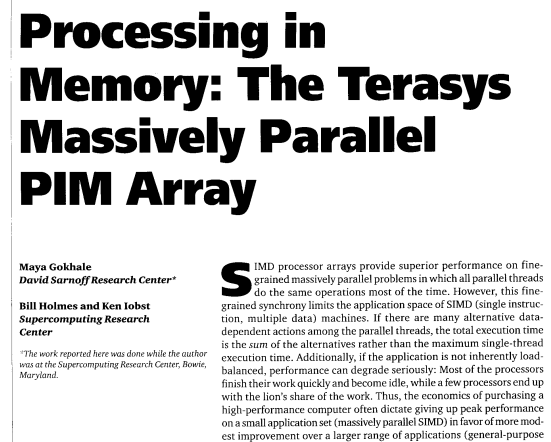 Processing in
Memory: The Terasys
Massively Parallel
PIM Array
Maya Gokhale
David Sarnoff Research Center*
Bill Holmes and Ken Iobst
Supercomputing Research
Center
*The work reported here was done while the author
was at the Supercomputing Research Center, Bowie,
Maryland.
SIMD processor arrays provide superior performance on fine-
grained massively parallel problems in which all parallel threads
do the same operations most of the time. However, this fine-
grained synchrony limits the application space of SIMD (single instruc-
tion, multiple data) machines. If there are many alternative data-
dependent actions among the parallel threads, the total execution time
is the sum of the alternatives rather than the maximum single-thread
execution time. Additionally, if the application is not inherently load-
balanced, performance can degrade seriously: Most of the processors
finish their work quickly and become idle, while a few processors end up
with the lion's share of the work. Thus, the economics of purchasing a
high-performance computer often dictate giving up peak performance
on a small application set (massively parallel SIMD) in favor of more mod-
est improvement over a larger range of applications (general-purpose